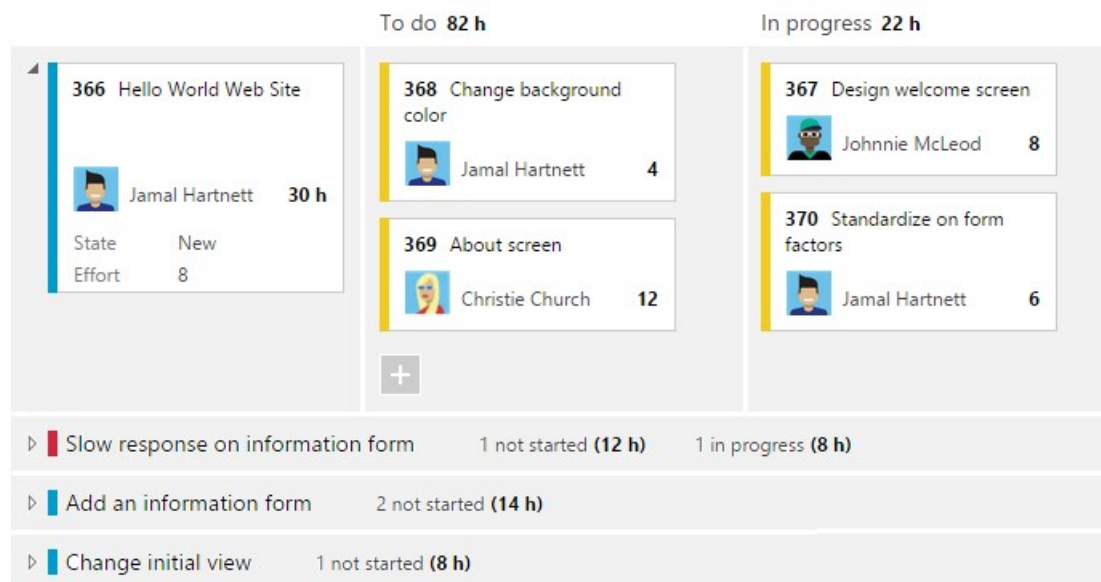 To do 82 h
In progress 22 h
366 Hello World Web Site
Jamal Hartnett 30 h
State New
Effort 8
368 Change background
color
Jamal Hartnett 4
369 About screen
Christie Church 12
+
367 Design welcome screen
Johnnie McLeod 8
370 Standardize on form
factors
Jamal Hartnett 6
Slow response on information form 1 not started (12 h) 1 in progress (8 h)
Add an information form 2 not started (14 h)
Change initial view 1 not started (8 h)